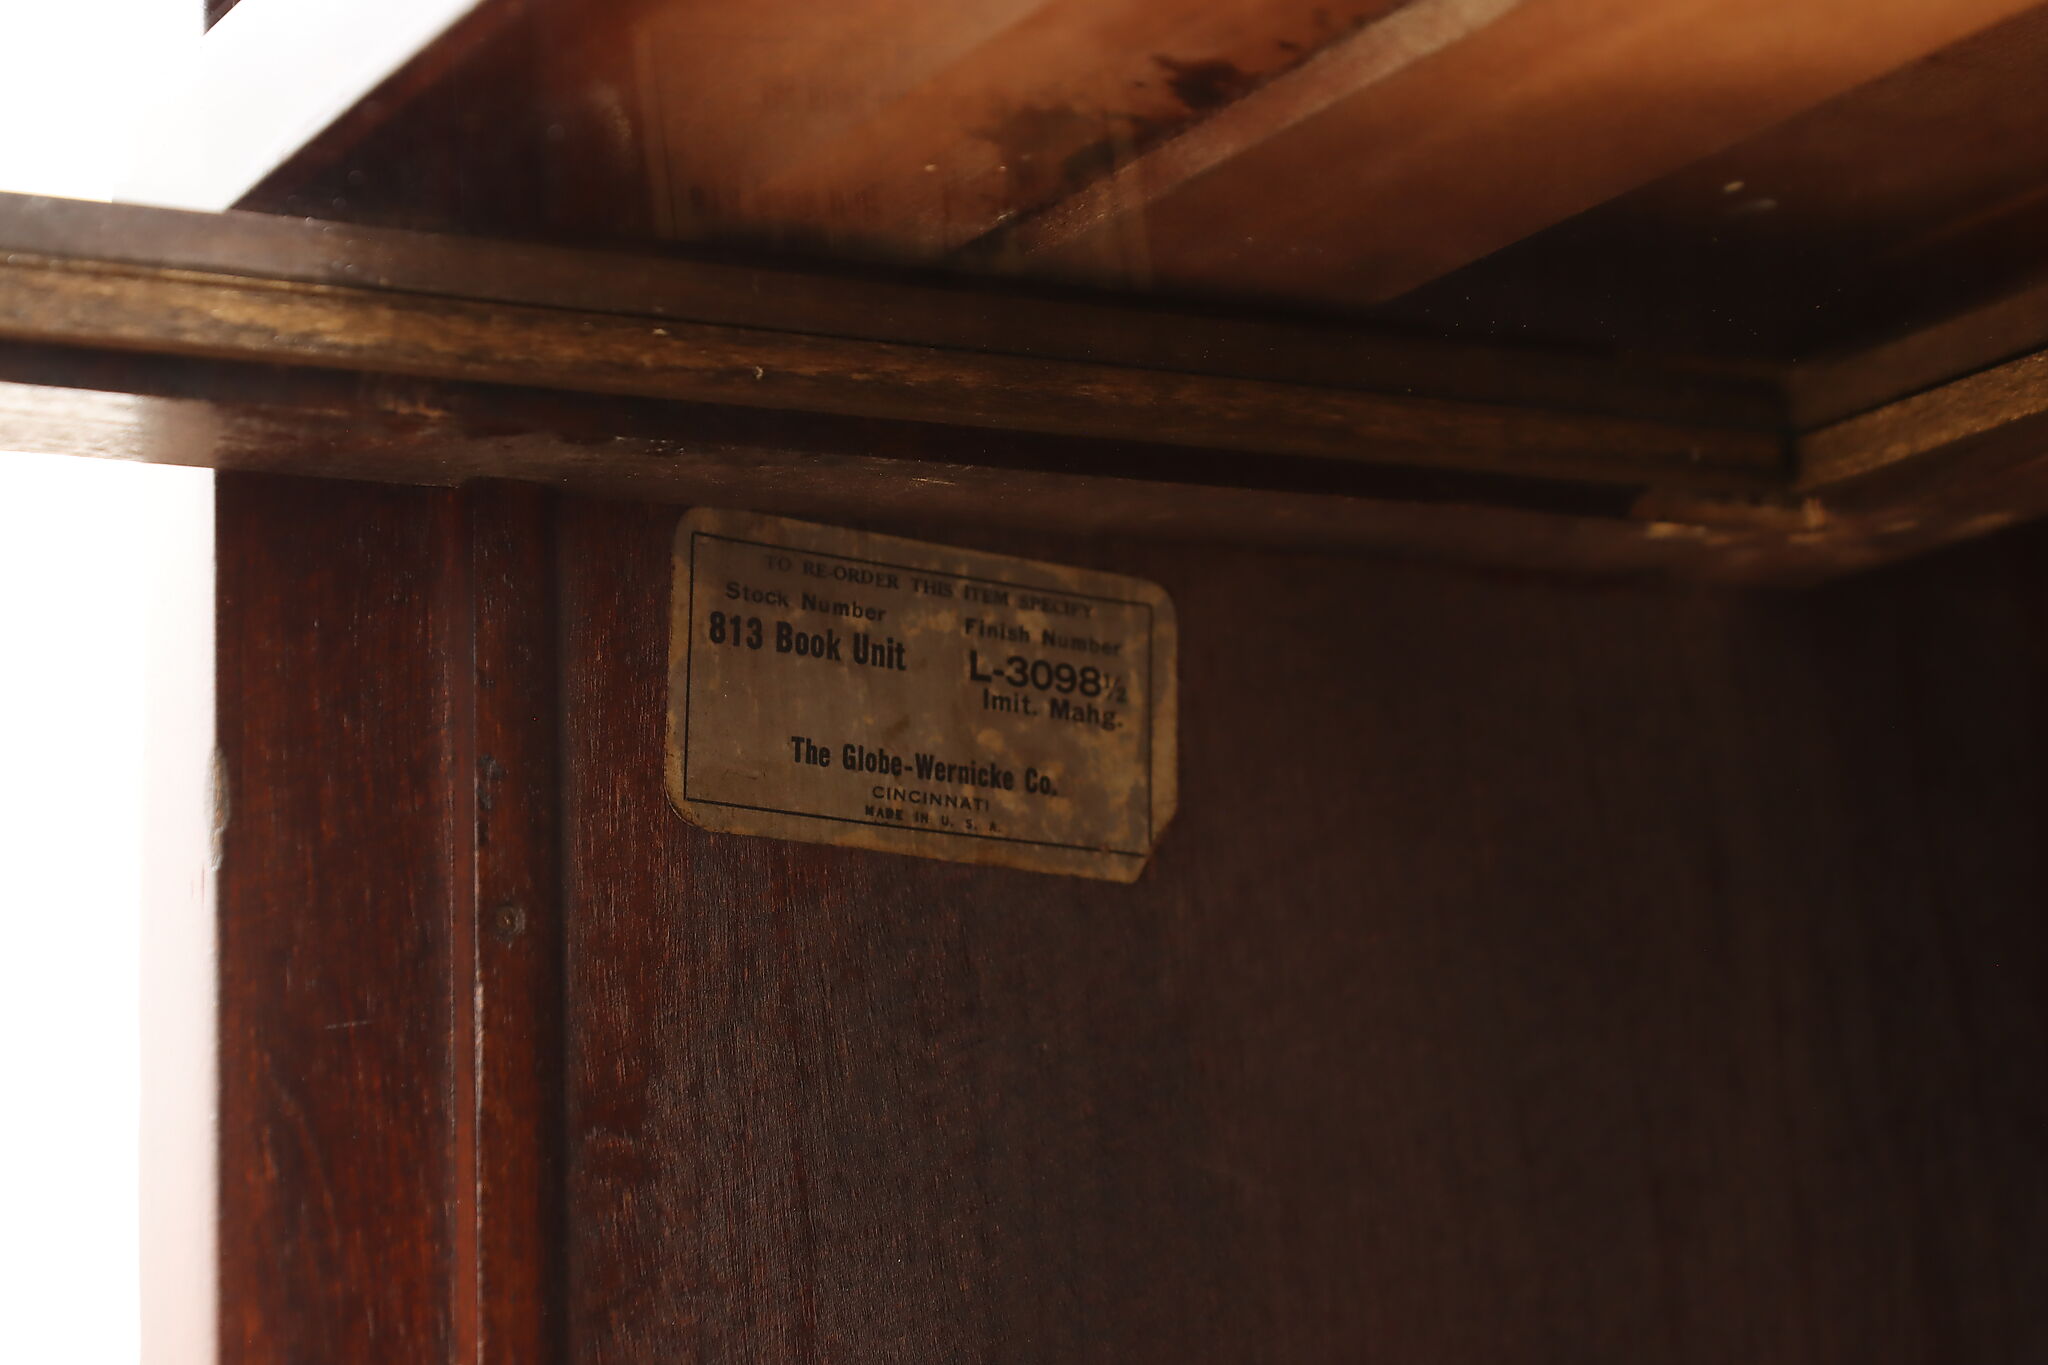 TO RE-ORDER THIS ITEM SPECIFY
Stock Number Finish Number
813 Book Unit L-3098½
Imit. Mahg.
The Globe-Wernicke Co.
CINCINNATI
MADE IN U. S. A.